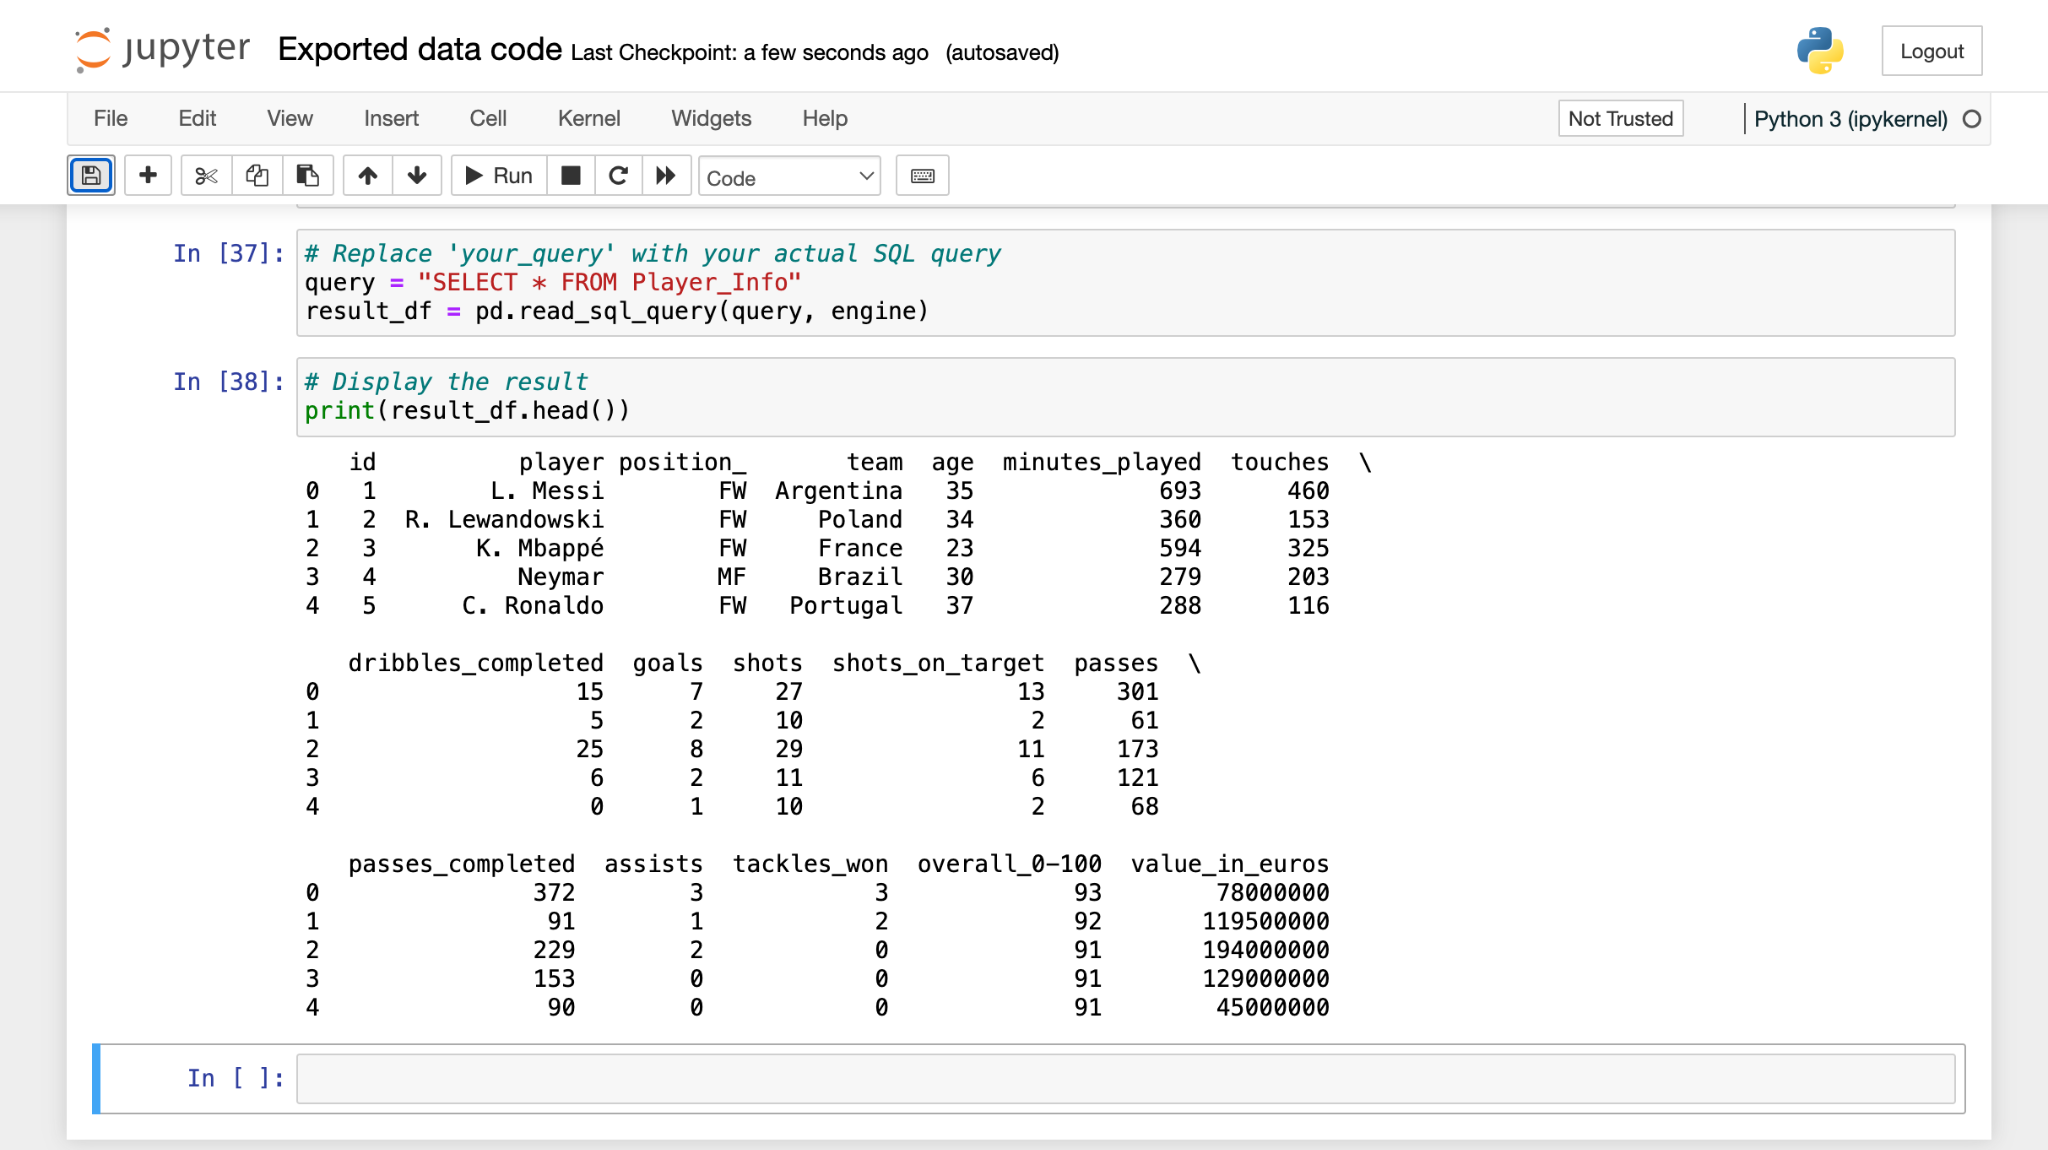 jupyter Exported data code Last Checkpoint: a few seconds ago (autosaved) Logout
File Edit View Insert Cell Kernel Widgets Help Not Trusted Python 3 (ipykernel)
Run Code
In [37]: # Replace 'your_query' with your actual SQL query
query = "SELECT * FROM Player_Info"
result_df = pd.read_sql_query(query, engine)
In [38]: # Display the result
print(result_df.head())
id player position_ team age minutes_played touches \
0 1 L. Messi FW Argentina 35 693 460
1 2 R. Lewandowski FW Poland 34 360 153
2 3 K. Mbappé FW France 23 594 325
3 4 Neymar MF Brazil 30 279 203
4 5 C. Ronaldo FW Portugal 37 288 116
dribbles_completed goals shots shots_on_target passes \
0 15 7 27 13 301
1 5 2 10 2 61
2 25 8 29 11 173
3 6 2 11 6 121
4 0 1 10 2 68
passes_completed assists tackles_won overall_0-100 value_in_euros
0 372 3 3 93 78000000
1 91 1 2 92 119500000
2 229 2 0 91 194000000
3 153 0 0 91 129000000
4 90 0 0 91 45000000
In [ ]: